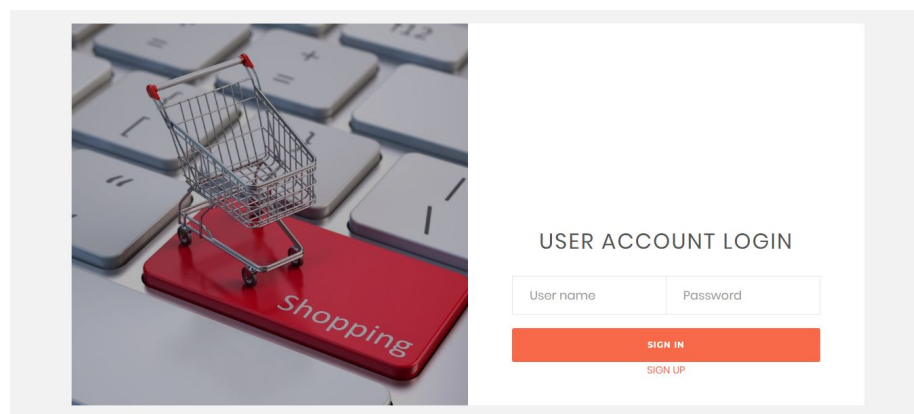 +
=
[
"
/
Shopping
USER ACCOUNT LOGIN
User name Password
SIGN IN
SIGN UP